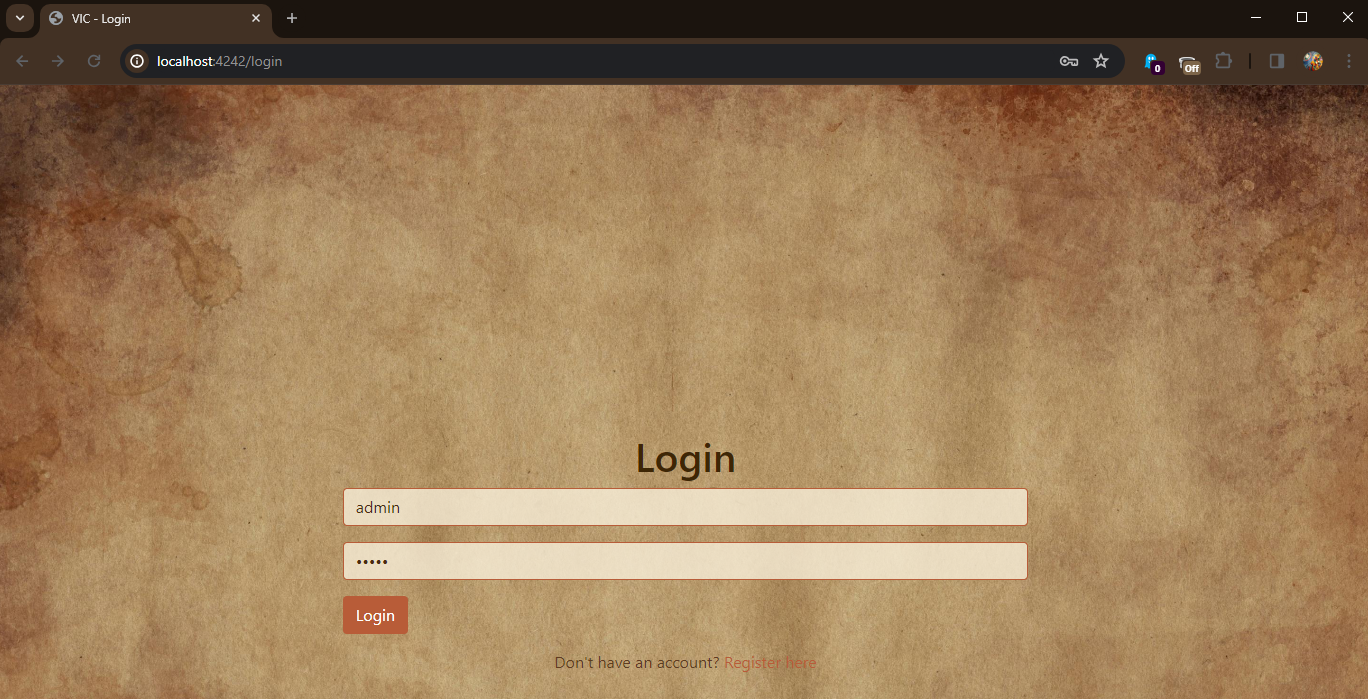 VIC - Login
localhost:4242/login
0
Off
Login
admin
•••••
Login
Don't have an account? Register here